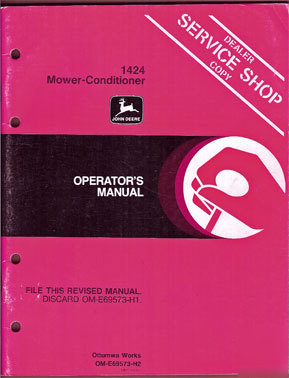 1424
Mower-Conditioner
DEALER
SERVICE SHOP
COPY
JOHN DEERE
OPERATOR'S
MANUAL
FILE THIS REVISED MANUAL.
DISCARD OM-E69573-H1.
Ottumwa Works
OM-E69573-H2